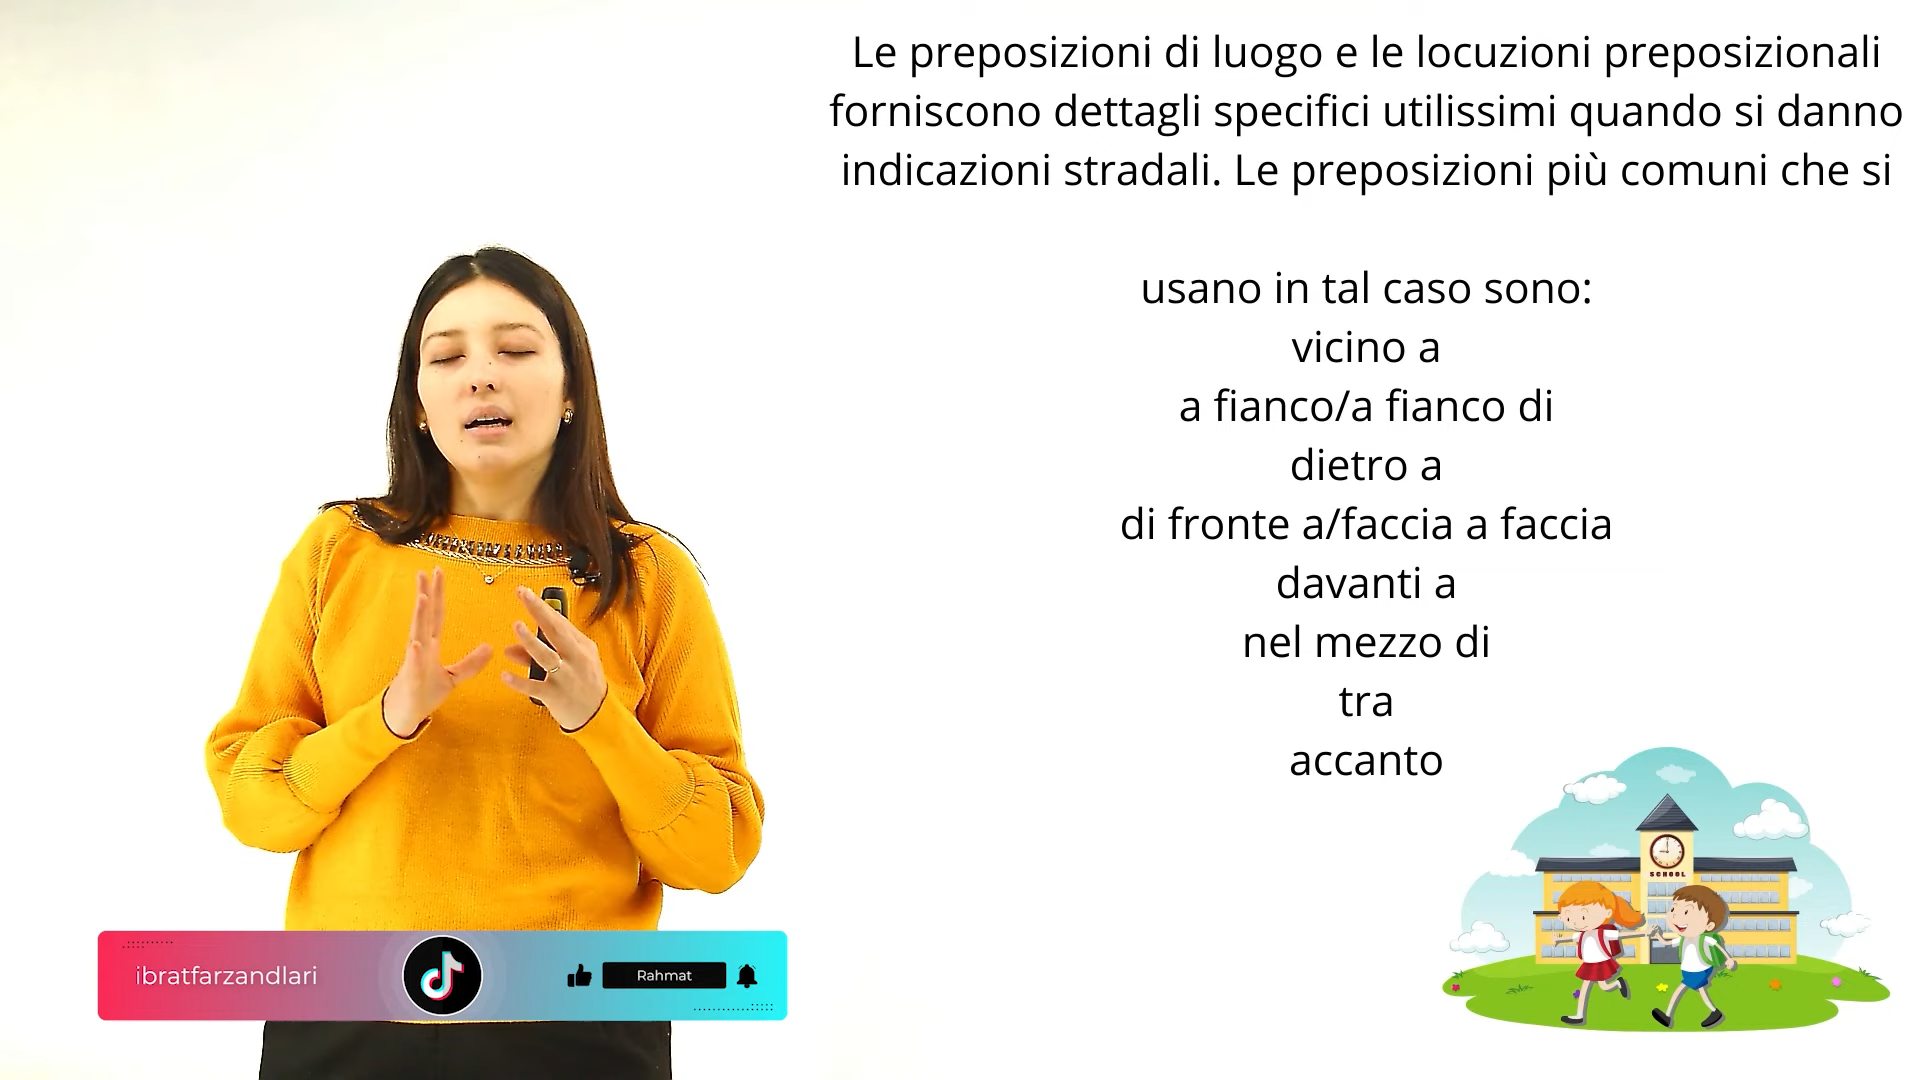 Le preposizioni di luogo e le locuzioni preposizionali
forniscono dettagli specifici utilissimi quando si danno
indicazioni stradali. Le preposizioni più comuni che si
usano in tal caso sono:
vicino a
a fianco/a fianco di
dietro a
di fronte a/faccia a faccia
davanti a
nel mezzo di
tra
accanto
SCHOOL
ibratfarzandlari
Rahmat